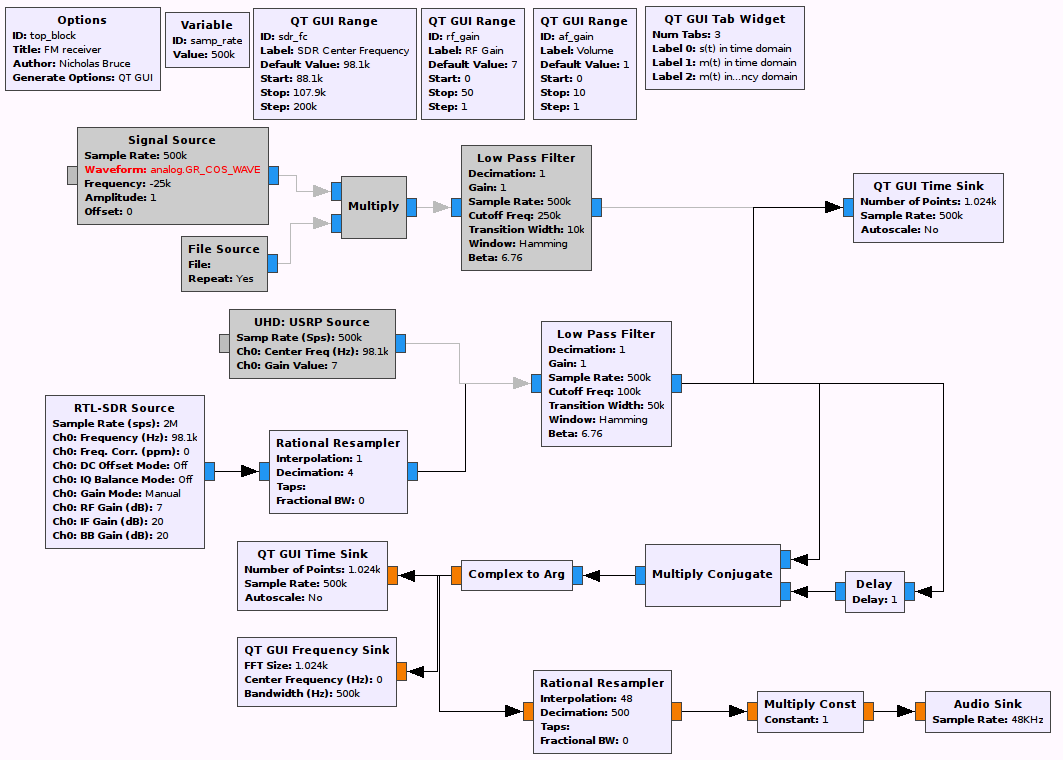 Options
ID: top_block
Title: FM receiver
Author: Nicholas Bruce
Generate Options: QT GUI
Variable
ID: samp_rate
Value: 500k
QT GUI Range
ID: sdr_fc
Label: SDR Center Frequency
Default Value: 98.1k
Start: 88.1k
Stop: 107.9k
Step: 200k
QT GUI Range
ID: rf_gain
Label: RF Gain
Default Value: 7
Start: 0
Stop: 50
Step: 1
QT GUI Range
ID: af_gain
Label: Volume
Default Value: 1
Start: 0
Stop: 10
Step: 1
QT GUI Tab Widget
Num Tabs: 3
Label 0: s(t) in time domain
Label 1: m(t) in time domain
Label 2: m(t) in...ncy domain
Signal Source
Sample Rate: 500k
Waveform: analog.GR_COS_WAVE
Frequency: -25k
Amplitude: 1
Offset: 0
File Source
File:
Repeat: Yes
Multiply
Low Pass Filter
Decimation: 1
Gain: 1
Sample Rate: 500k
Cutoff Freq: 250k
Transition Width: 10k
Window: Hamming
Beta: 6.76
QT GUI Time Sink
Number of Points: 1.024k
Sample Rate: 500k
Autoscale: No
UHD: USRP Source
Samp Rate (Sps): 500k
Ch0: Center Freq (Hz): 98.1k
Ch0: Gain Value: 7
Low Pass Filter
Decimation: 1
Gain: 1
Sample Rate: 500k
Cutoff Freq: 100k
Transition Width: 50k
Window: Hamming
Beta: 6.76
RTL-SDR Source
Sample Rate (sps): 2M
Ch0: Frequency (Hz): 98.1k
Ch0: Freq. Corr. (ppm): 0
Ch0: DC Offset Mode: Off
Ch0: IQ Balance Mode: Off
Ch0: Gain Mode: Manual
Ch0: RF Gain (dB): 7
Ch0: IF Gain (dB): 20
Ch0: BB Gain (dB): 20
Rational Resampler
Interpolation: 1
Decimation: 4
Taps:
Fractional BW: 0
QT GUI Time Sink
Number of Points: 1.024k
Sample Rate: 500k
Autoscale: No
Complex to Arg
Multiply Conjugate
Delay
Delay: 1
QT GUI Frequency Sink
FFT Size: 1.024k
Center Frequency (Hz): 0
Bandwidth (Hz): 500k
Rational Resampler
Interpolation: 48
Decimation: 500
Taps:
Fractional BW: 0
Multiply Const
Constant: 1
Audio Sink
Sample Rate: 48KHz